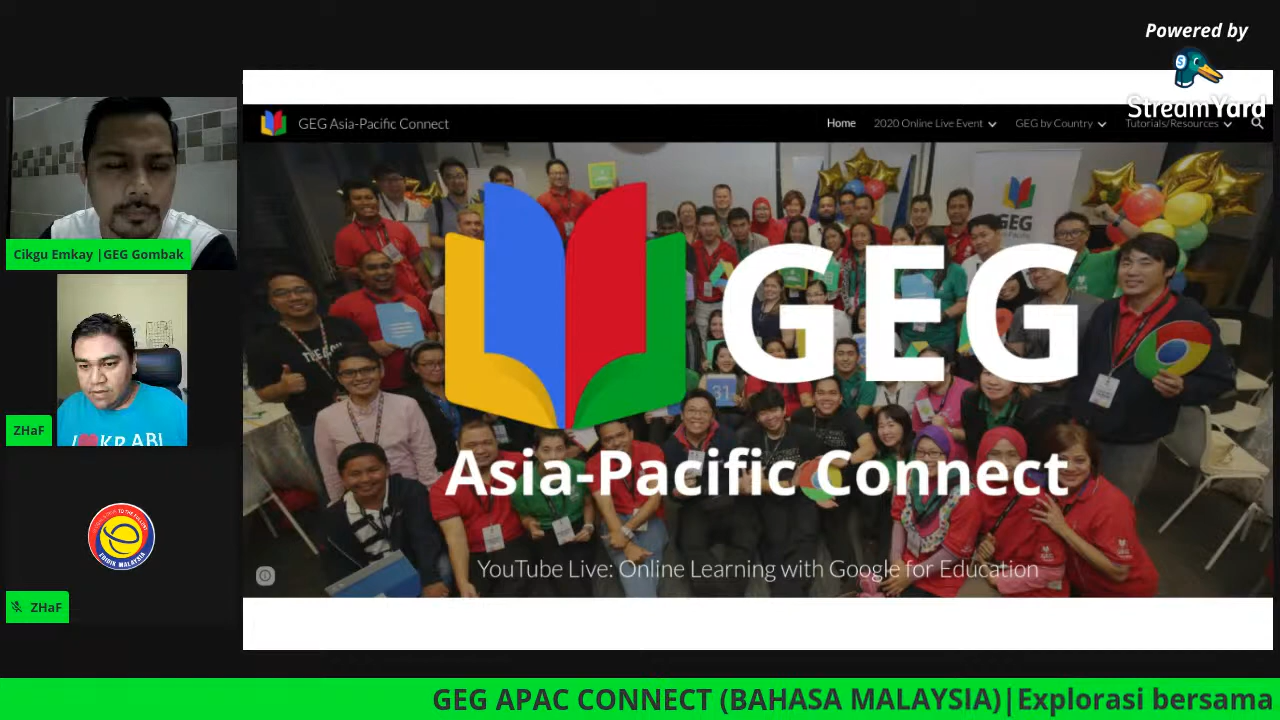 Powered by
StreamYard
GEG Asia-Pacific Connect
Home
2020 Online Live Event
GEG by Country
Tutorials/Resources
GEG
GEG
Asia-Pacific Connect
YouTube Live: Online Learning with Google for Education
31
Cikgu Emkay |GEG Gombak
ZHaF
ZHaF
GEG APAC CONNECT (BAHASA MALAYSIA)|Explorasi bersama